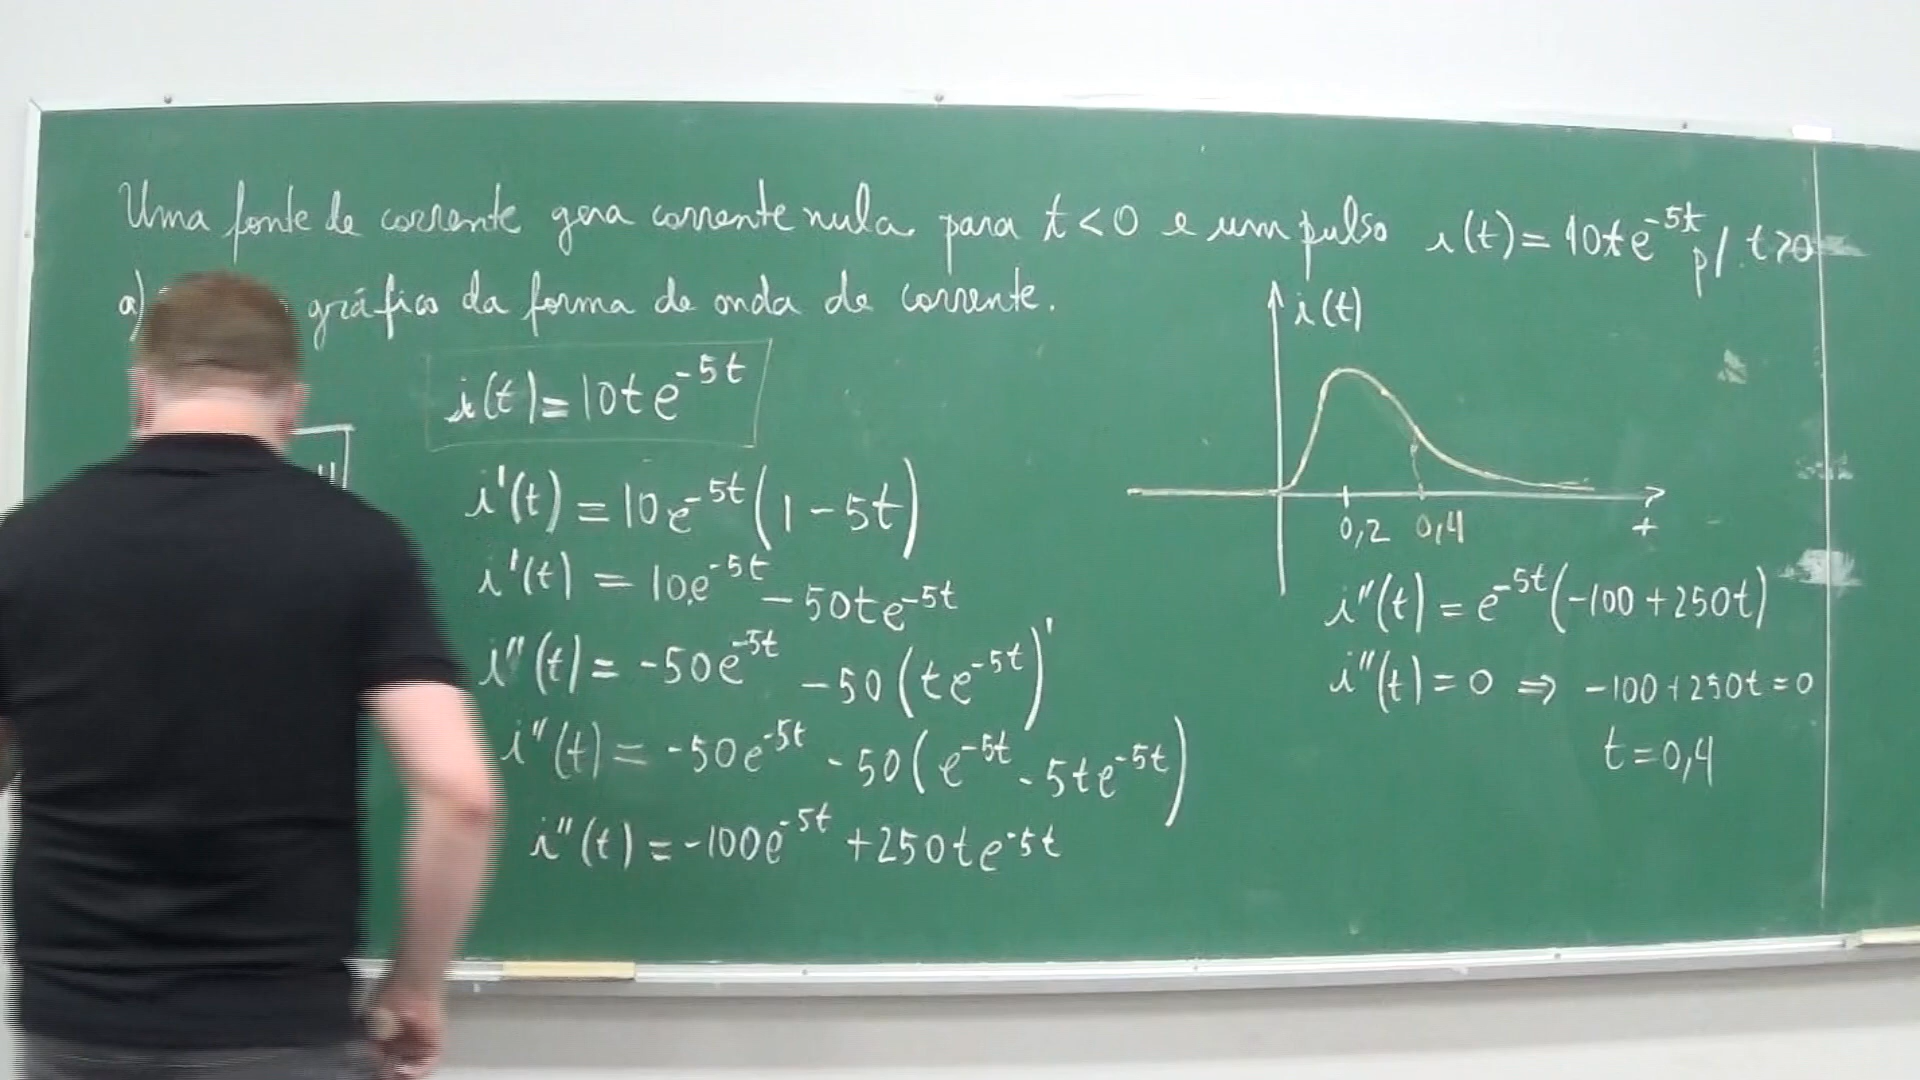 Uma fonte de corrente gera corrente nula para t < 0 e um pulso i(t) = 10te^{-5t} p/ t>0
a) gráfico da forma de onda de corrente.
i(t) = 10te^{-5t}
i'(t) = 10e^{-5t}(1 - 5t)
i'(t) = 10.e^{-5t} - 50te^{-5t}
i''(t) = -50e^{-5t} - 50(te^{-5t})'
i''(t) = -50e^{-5t} - 50(e^{-5t} - 5te^{-5t})
i''(t) = -100e^{-5t} + 250te^{-5t}
i(t)
0,2 0,4 t
i''(t) = e^{-5t}(-100 + 250t)
i''(t) = 0 ⇒ -100 + 250t = 0
t = 0,4